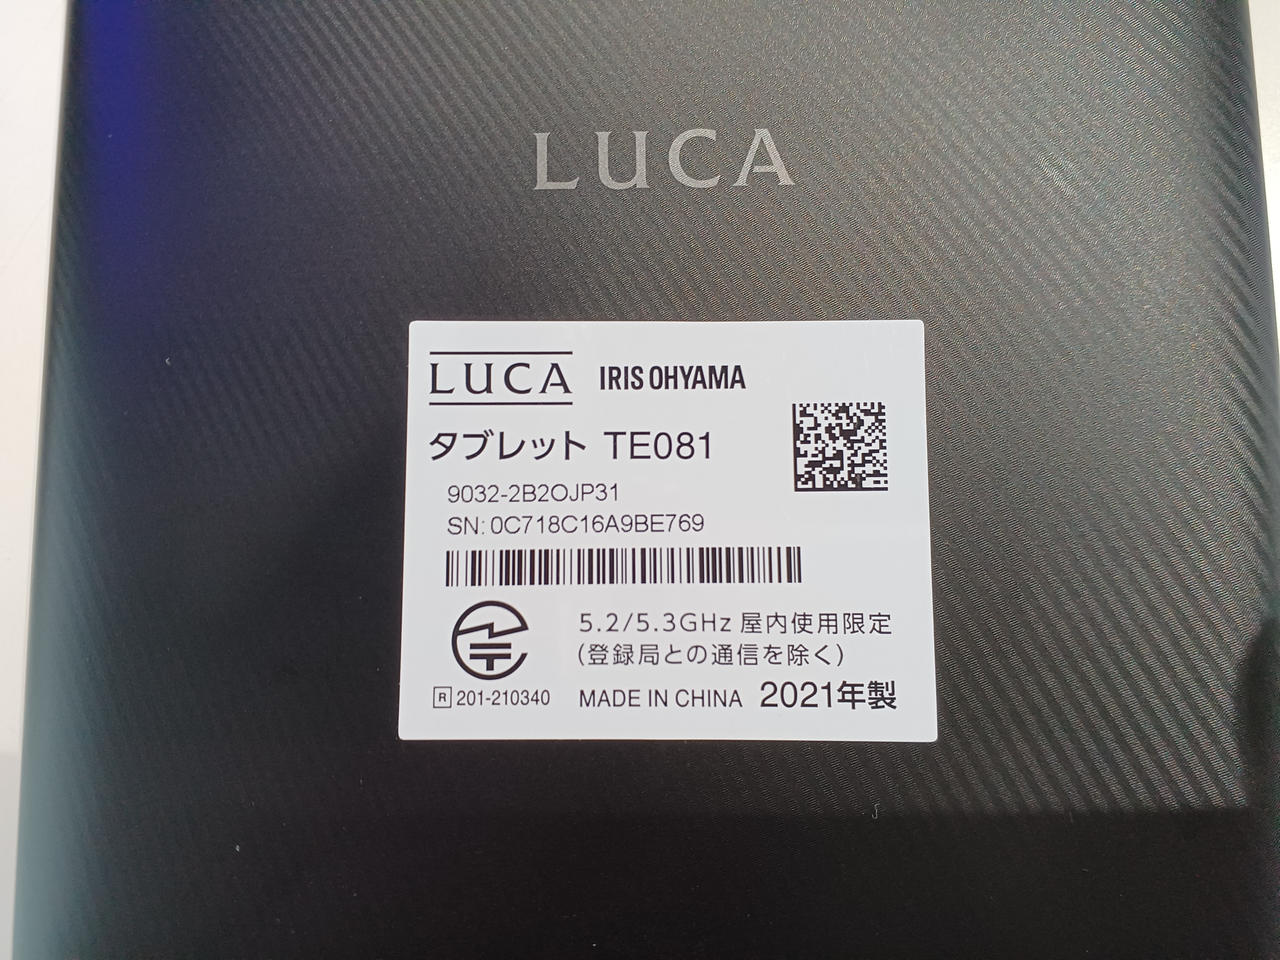 LUCA
LUCA IRIS OHYAMA
タブレット TE081
9032-2B2OJP31
SN: 0C718C16A9BE769
5.2/5.3GHz 屋内使用限定
(登録局との通信を除く)
R 201-210340 MADE IN CHINA 2021年製